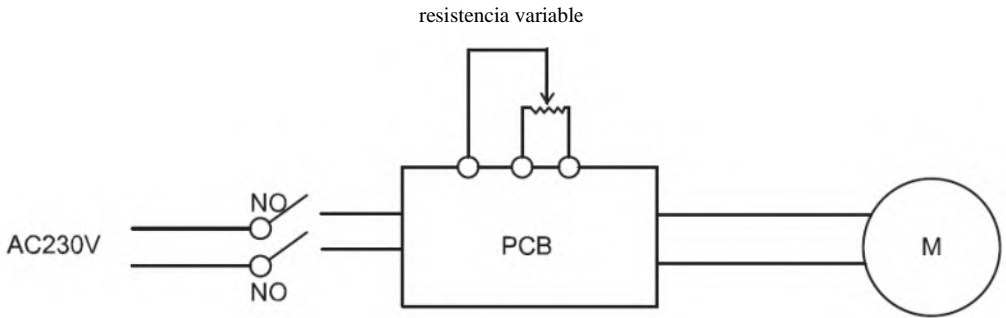 resistencia variable
NO
AC230V
PCB
M
NO